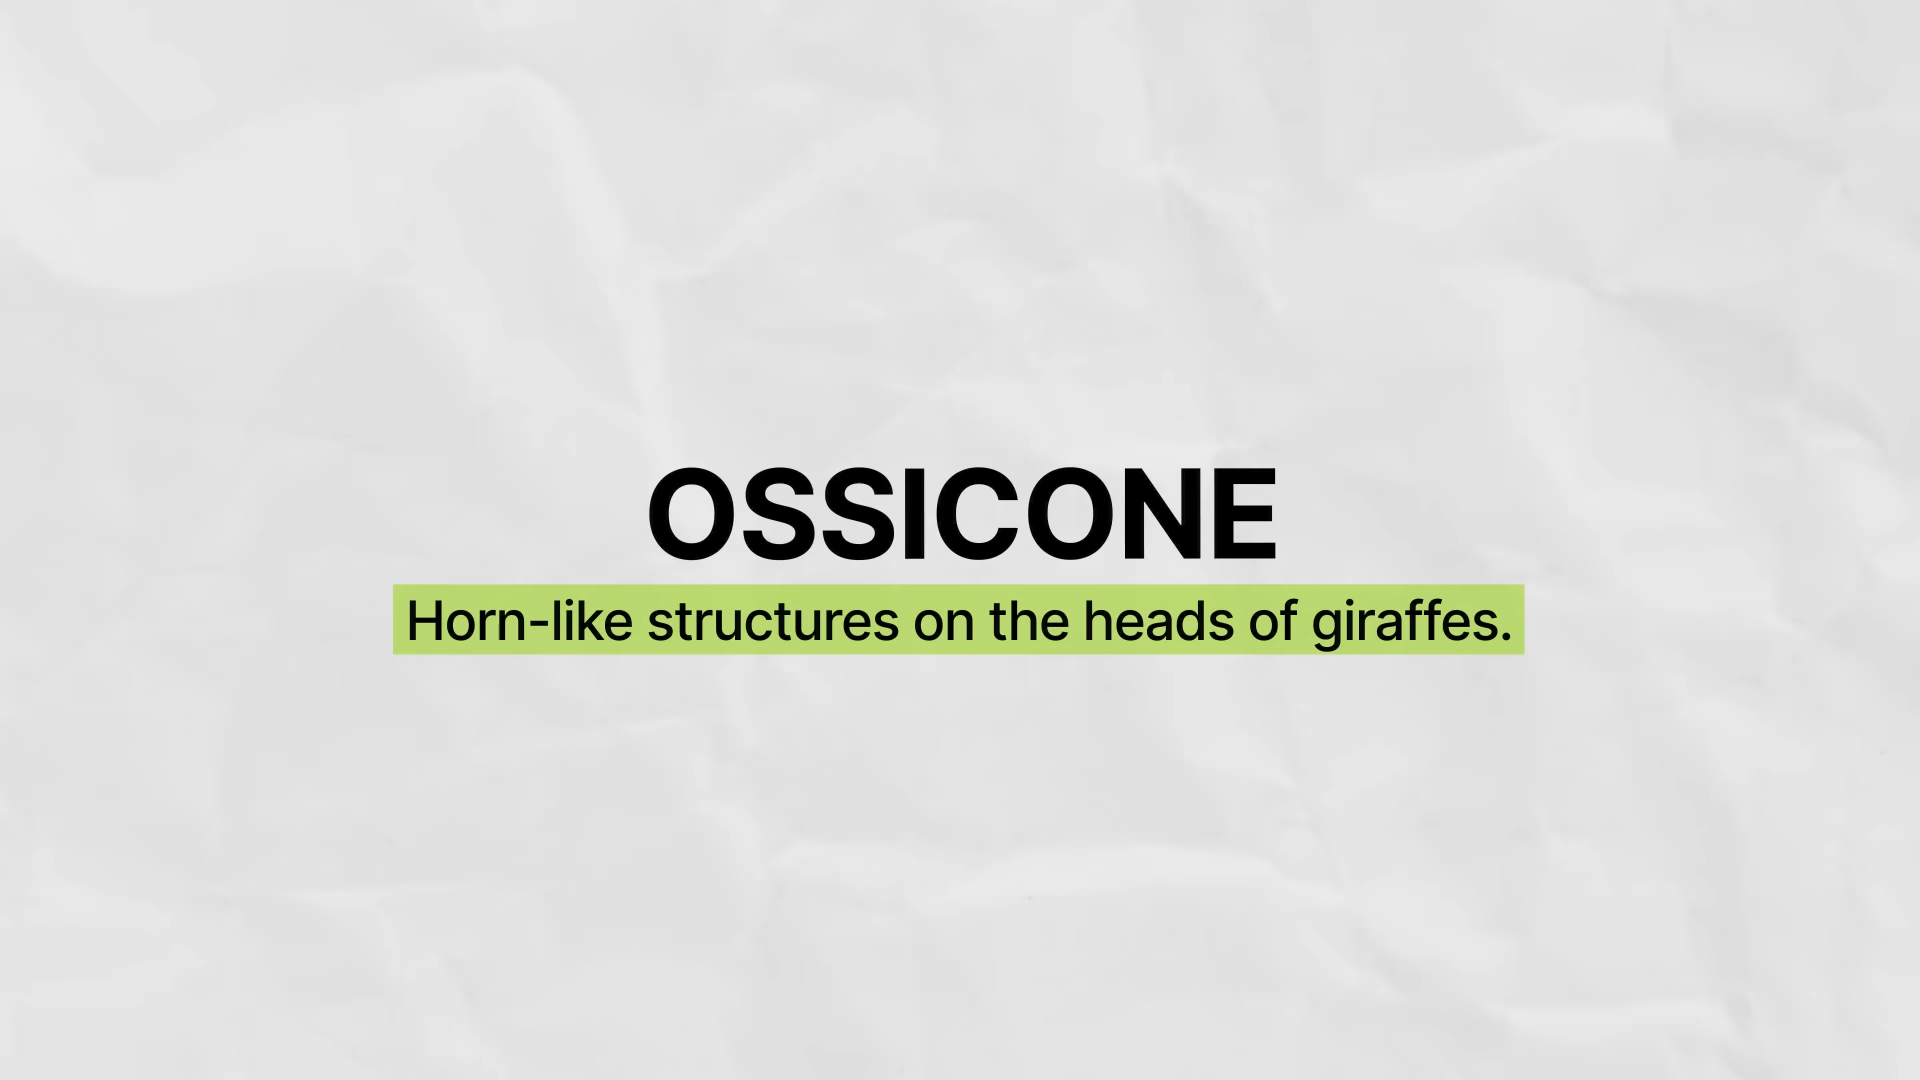 OSSICONE
Horn-like structures on the heads of giraffes.